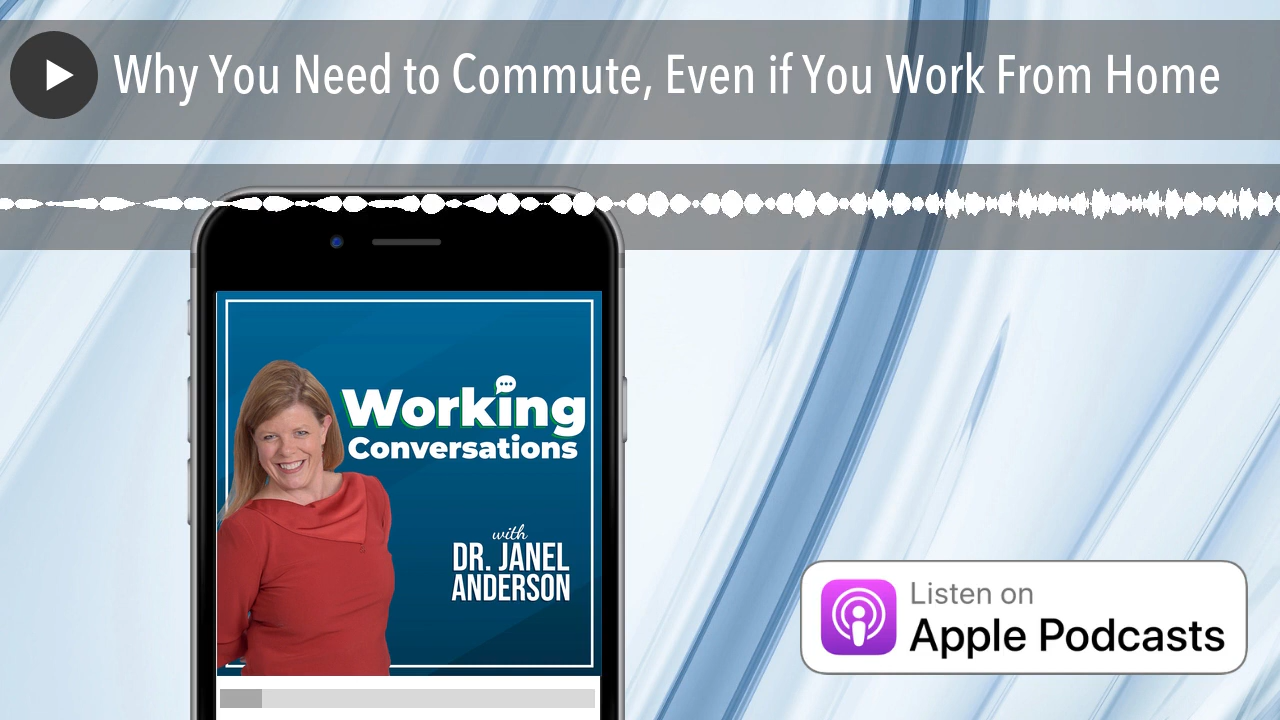 Why You Need to Commute, Even if You Work From Home
Working
Conversations
with
DR. JANEL
ANDERSON
Listen on
Apple Podcasts